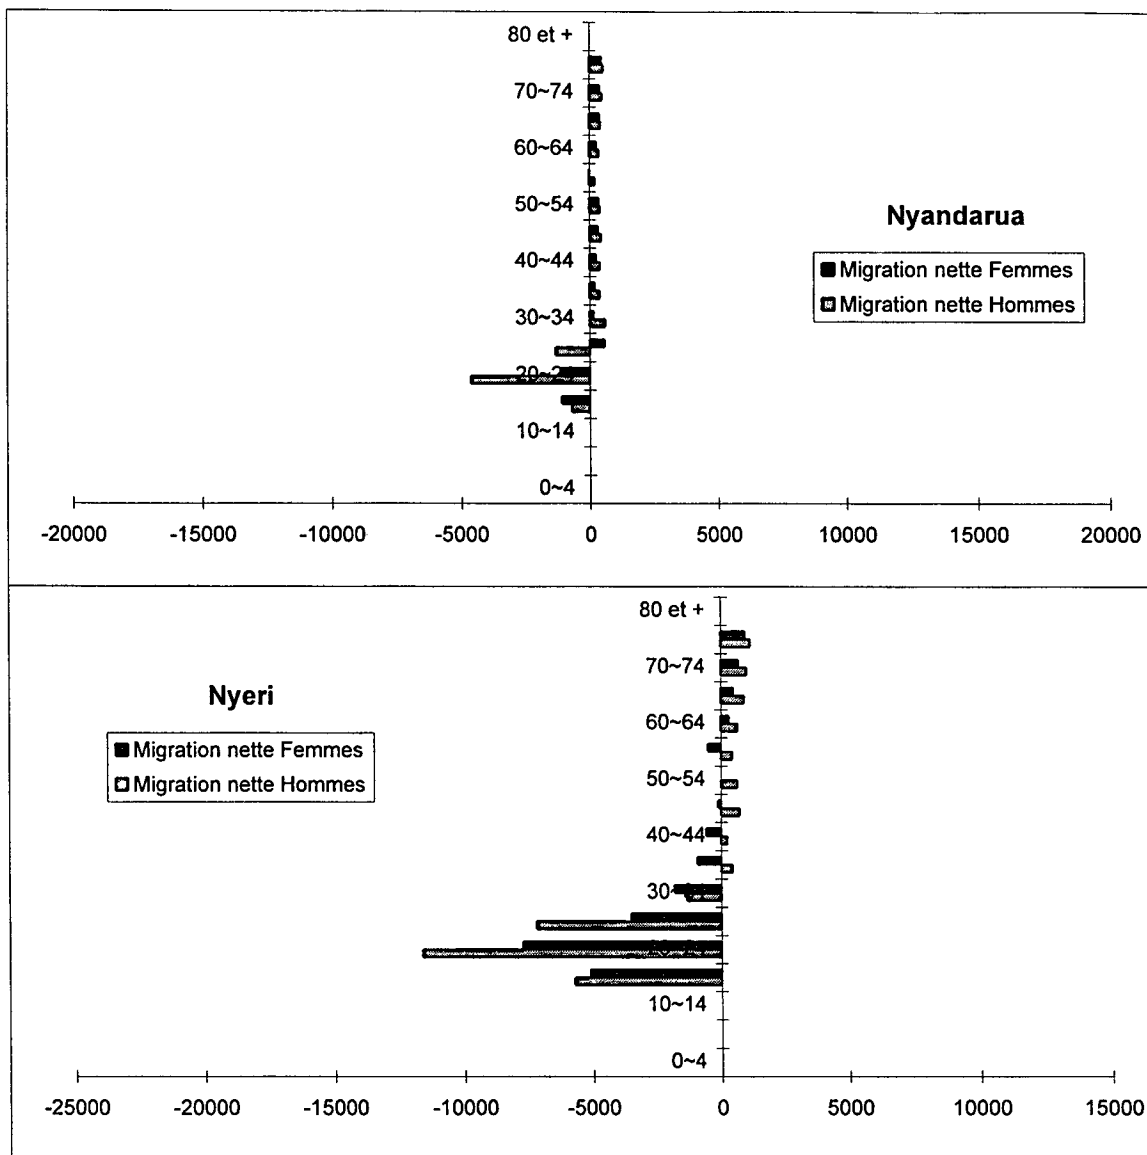 80 et +
70~74
60~64
50~54
40~44
30~34
10~14
0~4
Nyandarua
Migration nette Femmes
Migration nette Hommes
-20000 -15000 -10000 -5000 0 5000 10000 15000 20000
80 et +
70~74
60~64
50~54
40~44
10~14
0~4
Nyeri
Migration nette Femmes
Migration nette Hommes
-25000 -20000 -15000 -10000 -5000 0 5000 10000 15000